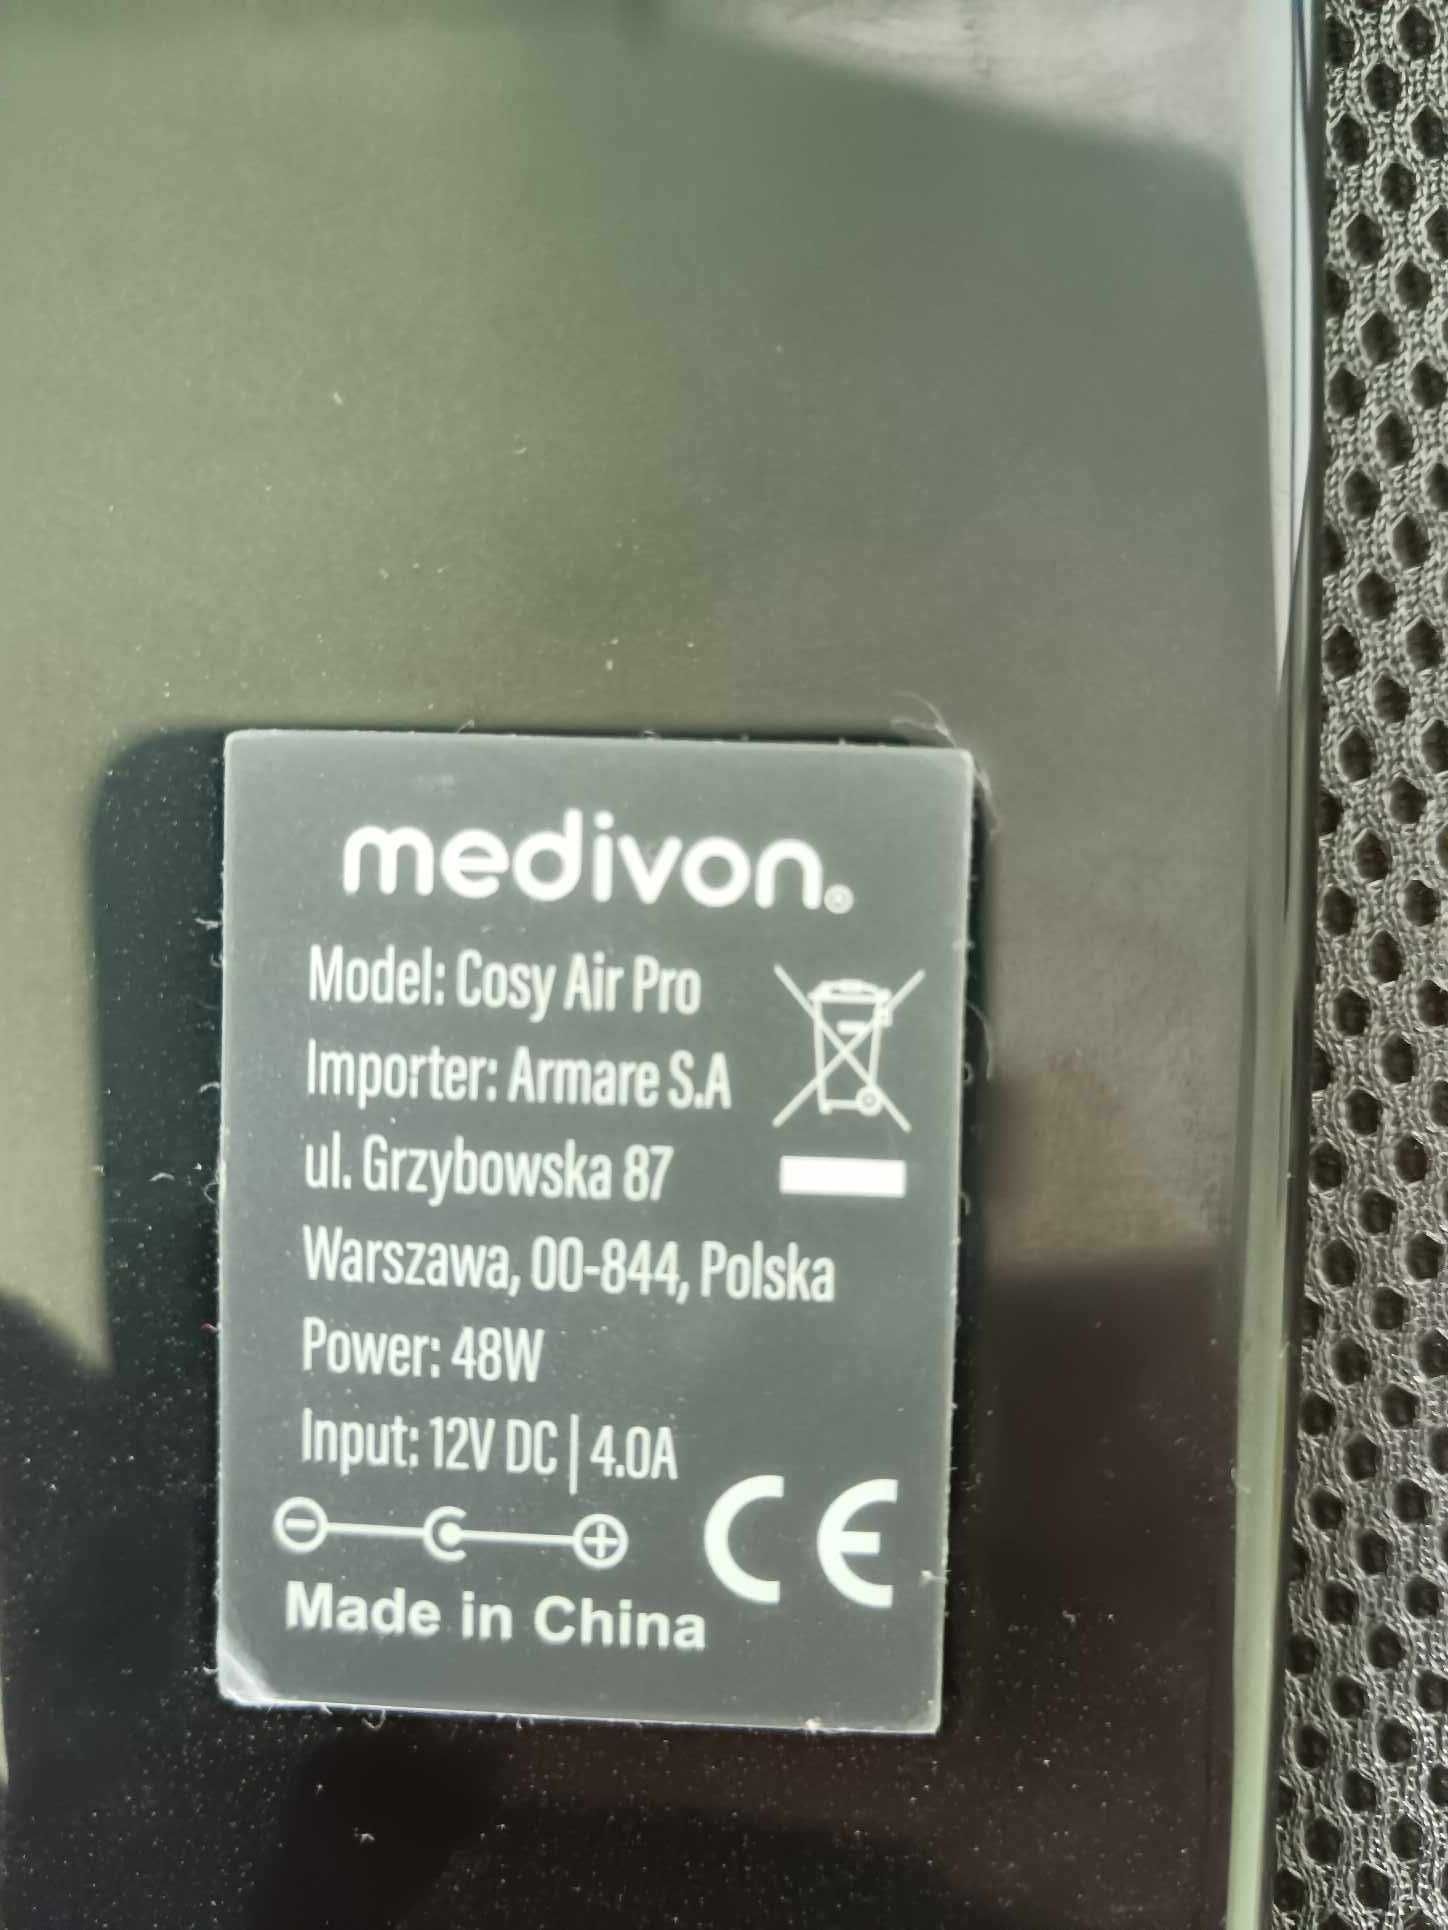 medivon®
Model: Cosy Air Pro
Importer: Armare S.A
ul. Grzybowska 87
Warszawa, 00-844, Polska
Power: 48W
Input: 12V DC | 4.0A
CE
Made in China